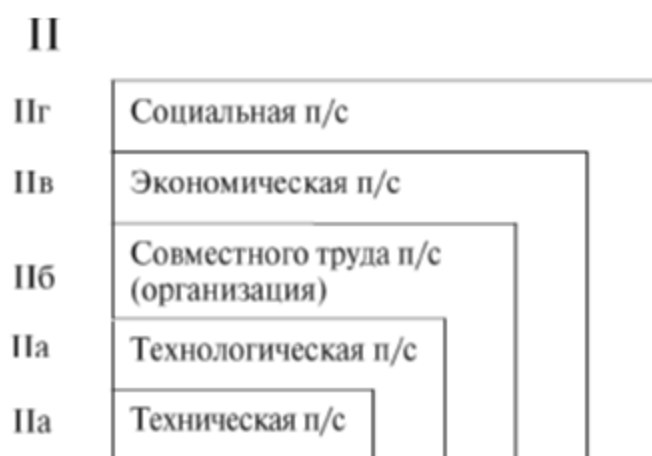 II
IIг Социальная п/с
IIв Экономическая п/с
IIб Совместного труда п/с
(организация)
IIа Технологическая п/с
IIа Техническая п/с